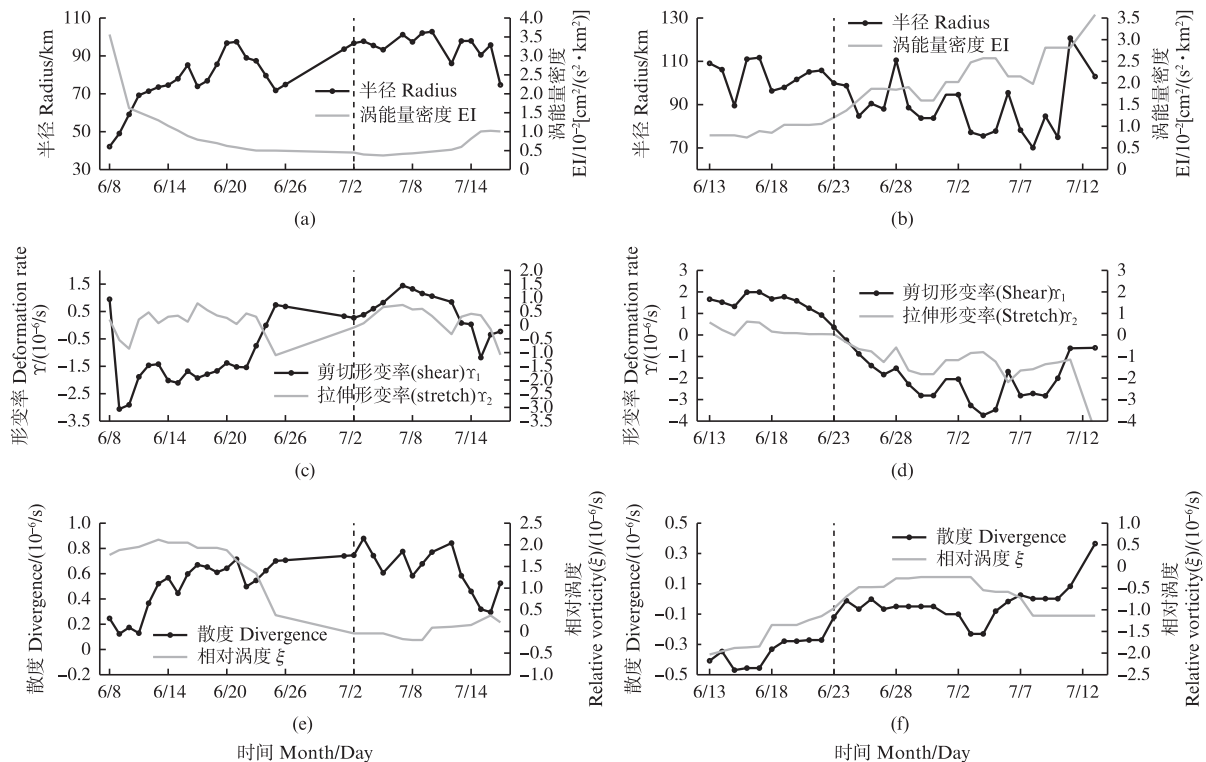 半径 Radius/km
110
90
70
50
30
半径 Radius
涡能量密度 EI
4.0
3.5
3.0
2.5
2.0
1.5
1.0
0.5
0
涡能量密度
EI/10⁻²[cm²/(s²·km²)]
6/8 6/14 6/20 6/26 7/2 7/8 7/14
(a)
半径 Radius/km
130
110
90
70
半径 Radius
涡能量密度 EI
3.5
3.0
2.5
2.0
1.5
1.0
0.5
0
涡能量密度
EI/10⁻²[cm²/(s²·km²)]
6/13 6/18 6/23 6/28 7/2 7/7 7/12
(b)
形变率 Deformation rate
ϒ/(10⁻⁶/s)
1.5
0.5
−0.5
−1.5
−2.5
−3.5
剪切形变率(shear)ϒ₁
拉伸形变率(stretch)ϒ₂
2.0
1.5
1.0
0.5
0
−0.5
−1.0
−1.5
−2.0
−2.5
−3.0
−3.5
6/8 6/14 6/20 6/26 7/2 7/8 7/14
(c)
形变率 Deformation rate
ϒ/(10⁻⁶/s)
3
2
1
0
−1
−2
−3
−4
剪切形变率(Shear)ϒ₁
拉伸形变率(Stretch)ϒ₂
3
2
1
0
−1
−2
−3
−4
6/13 6/18 6/23 6/28 7/2 7/7 7/12
(d)
散度 Divergence/(10⁻⁶/s)
1.0
0.8
0.6
0.4
0.2
0
−0.2
散度 Divergence
相对涡度 ξ
2.5
2.0
1.5
1.0
0.5
0
−0.5
−1.0
相对涡度
Relative vorticity(ξ)/(10⁻⁶/s)
6/8 6/14 6/20 6/26 7/2 7/8 7/14
(e)
时间 Month/Day
散度 Divergence/(10⁻⁶/s)
0.5
0.3
0.1
−0.1
−0.3
−0.5
散度 Divergence
相对涡度 ξ
1.0
0.5
0
−0.5
−1.0
−1.5
−2.0
−2.5
相对涡度
Relative vorticity(ξ)/(10⁻⁶/s)
6/13 6/18 6/23 6/28 7/2 7/7 7/12
(f)
时间 Month/Day